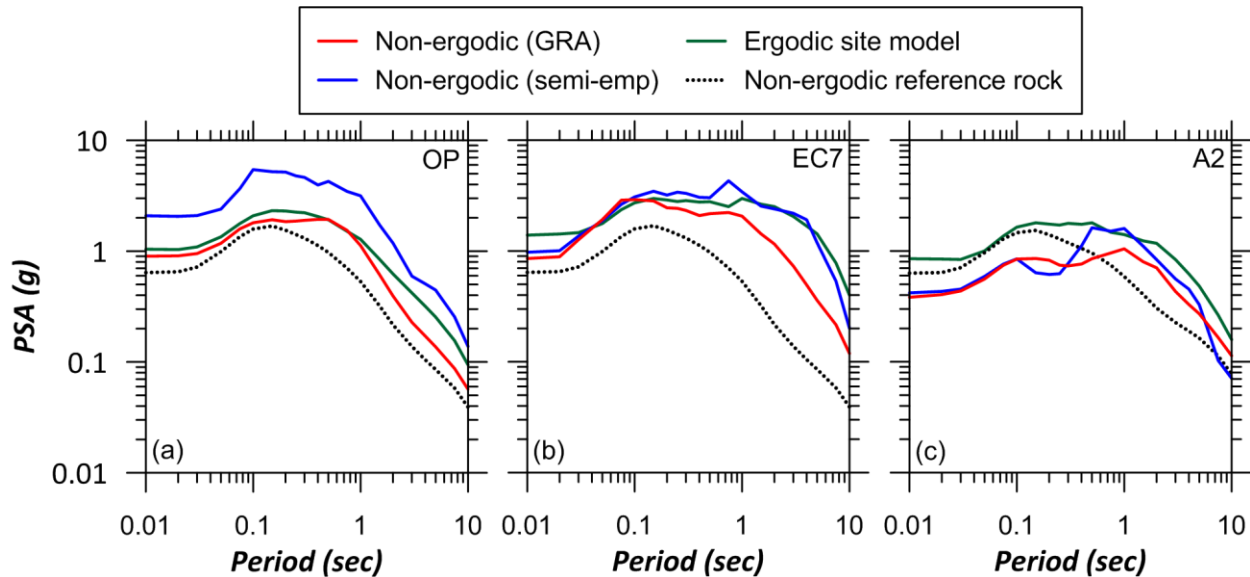 Non-ergodic (GRA) Ergodic site model
Non-ergodic (semi-emp) Non-ergodic reference rock
OP EC7 A2
10
1
0.1
0.01
PSA (g)
(a) (b) (c)
0.01 0.1 1 10 0.01 0.1 1 10 0.01 0.1 1 10
Period (sec) Period (sec) Period (sec)